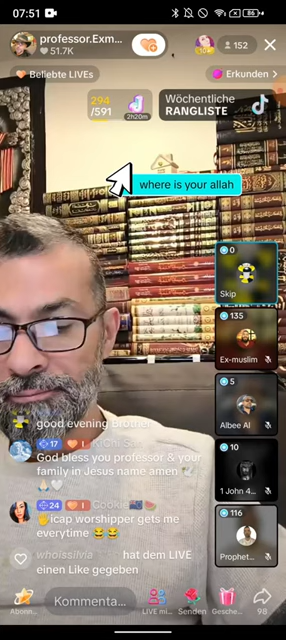 07:51
professor.Exm...
51.7K
152
Beliebte LIVEs
Erkunden
294
/591
2h20m
Wöchentliche
RANGLISTE
where is your allah
0
Skip
135
Ex-muslim
5
Albee Al
10
1 John 4...
116
Prophet...
good evening Brother
17
1
God bless you professor & your
family in Jesus name amen
24
1
Cookie
icap worshipper gets me
everytime
whoissilvia
hat dem LIVE
einen Like gegeben
Abonn...
Kommenta...
LIVE mi...
Senden
Gesche...
98